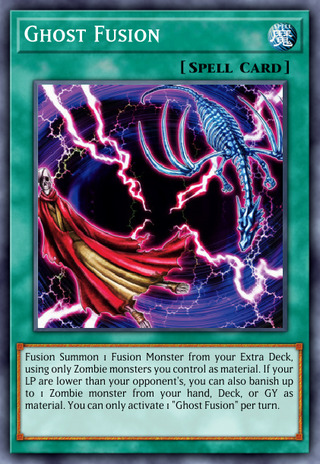 Ghost Fusion
[Spell Card]
Fusion Summon 1 Fusion Monster from your Extra Deck,
using only Zombie monsters you control as material. If your
LP are lower than your opponent's, you can also banish up
to 1 Zombie monster from your hand, Deck, or GY as
material. You can only activate 1 "Ghost Fusion" per turn.